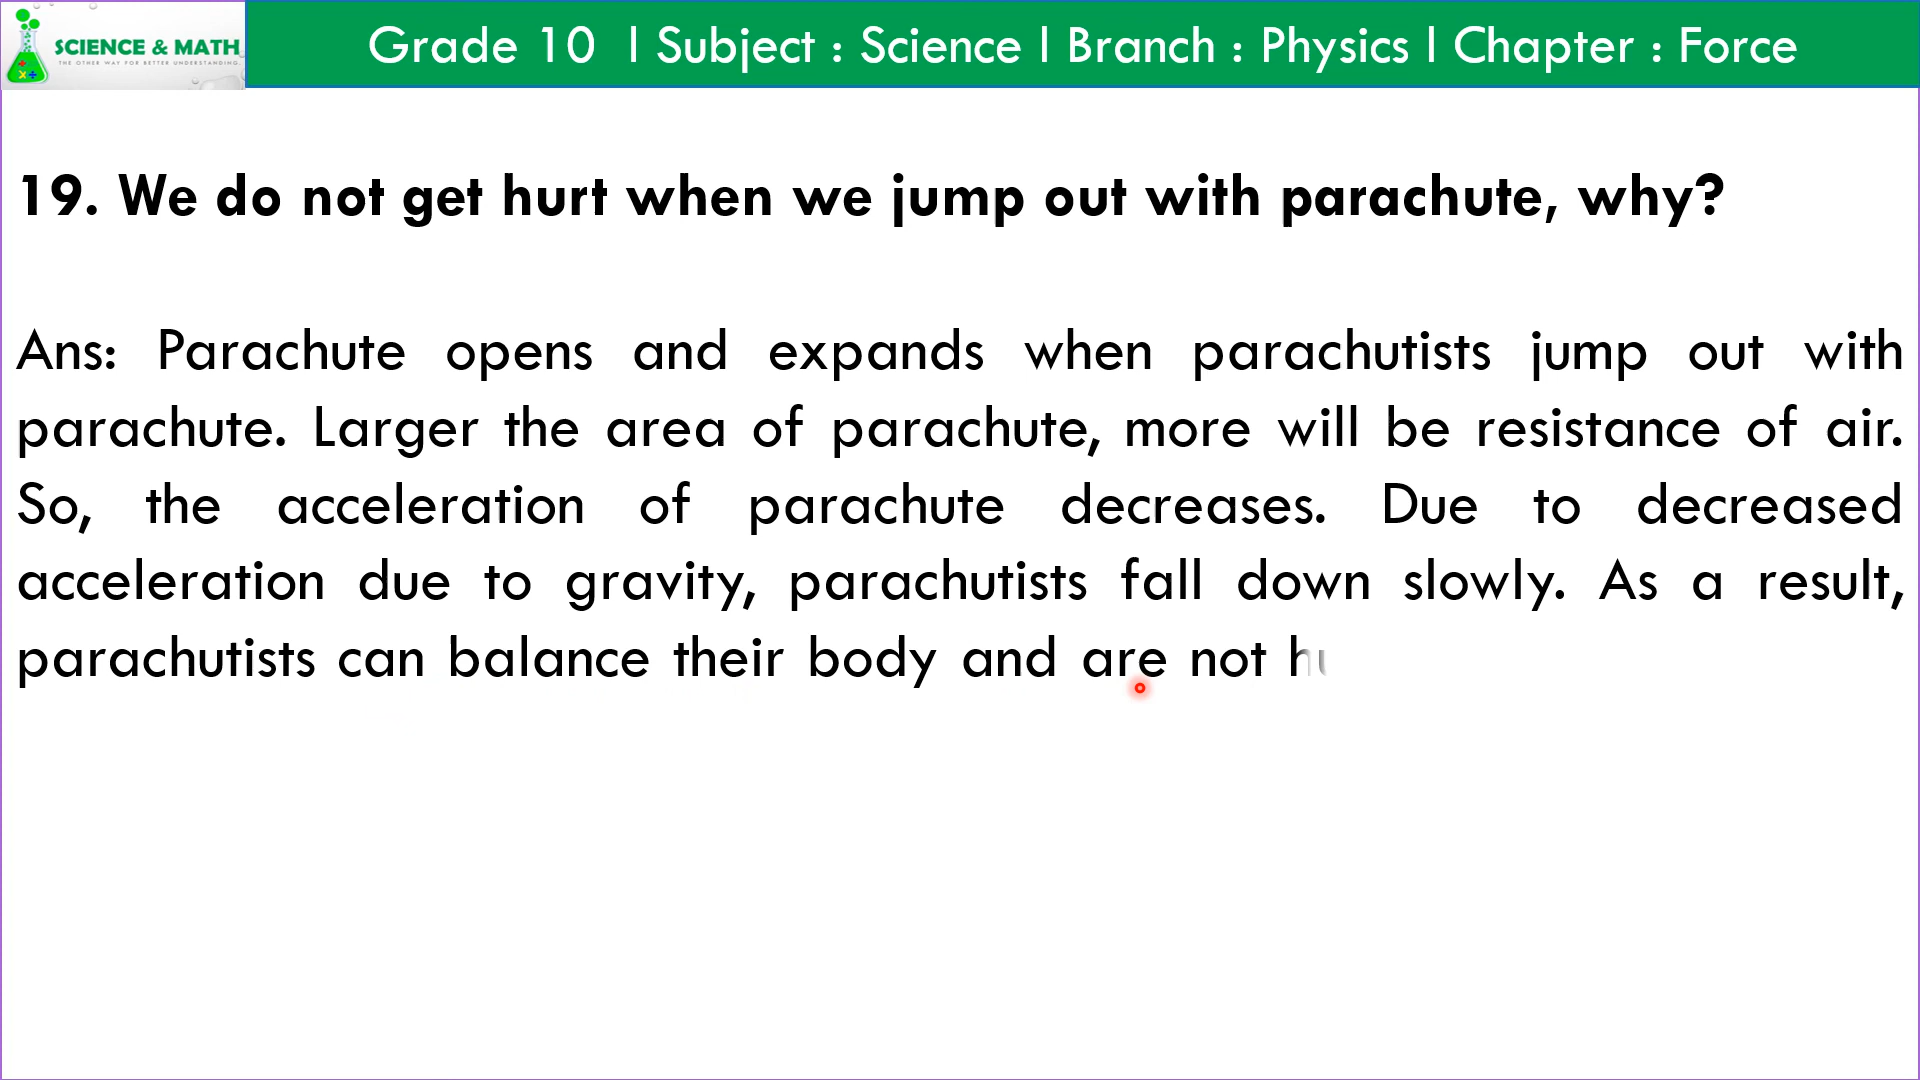 SCIENCE & MATH
THE OTHER WAY FOR BETTER UNDERSTANDING.
Grade 10 l Subject : Science l Branch : Physics l Chapter : Force
19. We do not get hurt when we jump out with parachute, why?
Ans: Parachute opens and expands when parachutists jump out with
parachute. Larger the area of parachute, more will be resistance of air.
So, the acceleration of parachute decreases. Due to decreased
acceleration due to gravity, parachutists fall down slowly. As a result,
parachutists can balance their body and are not